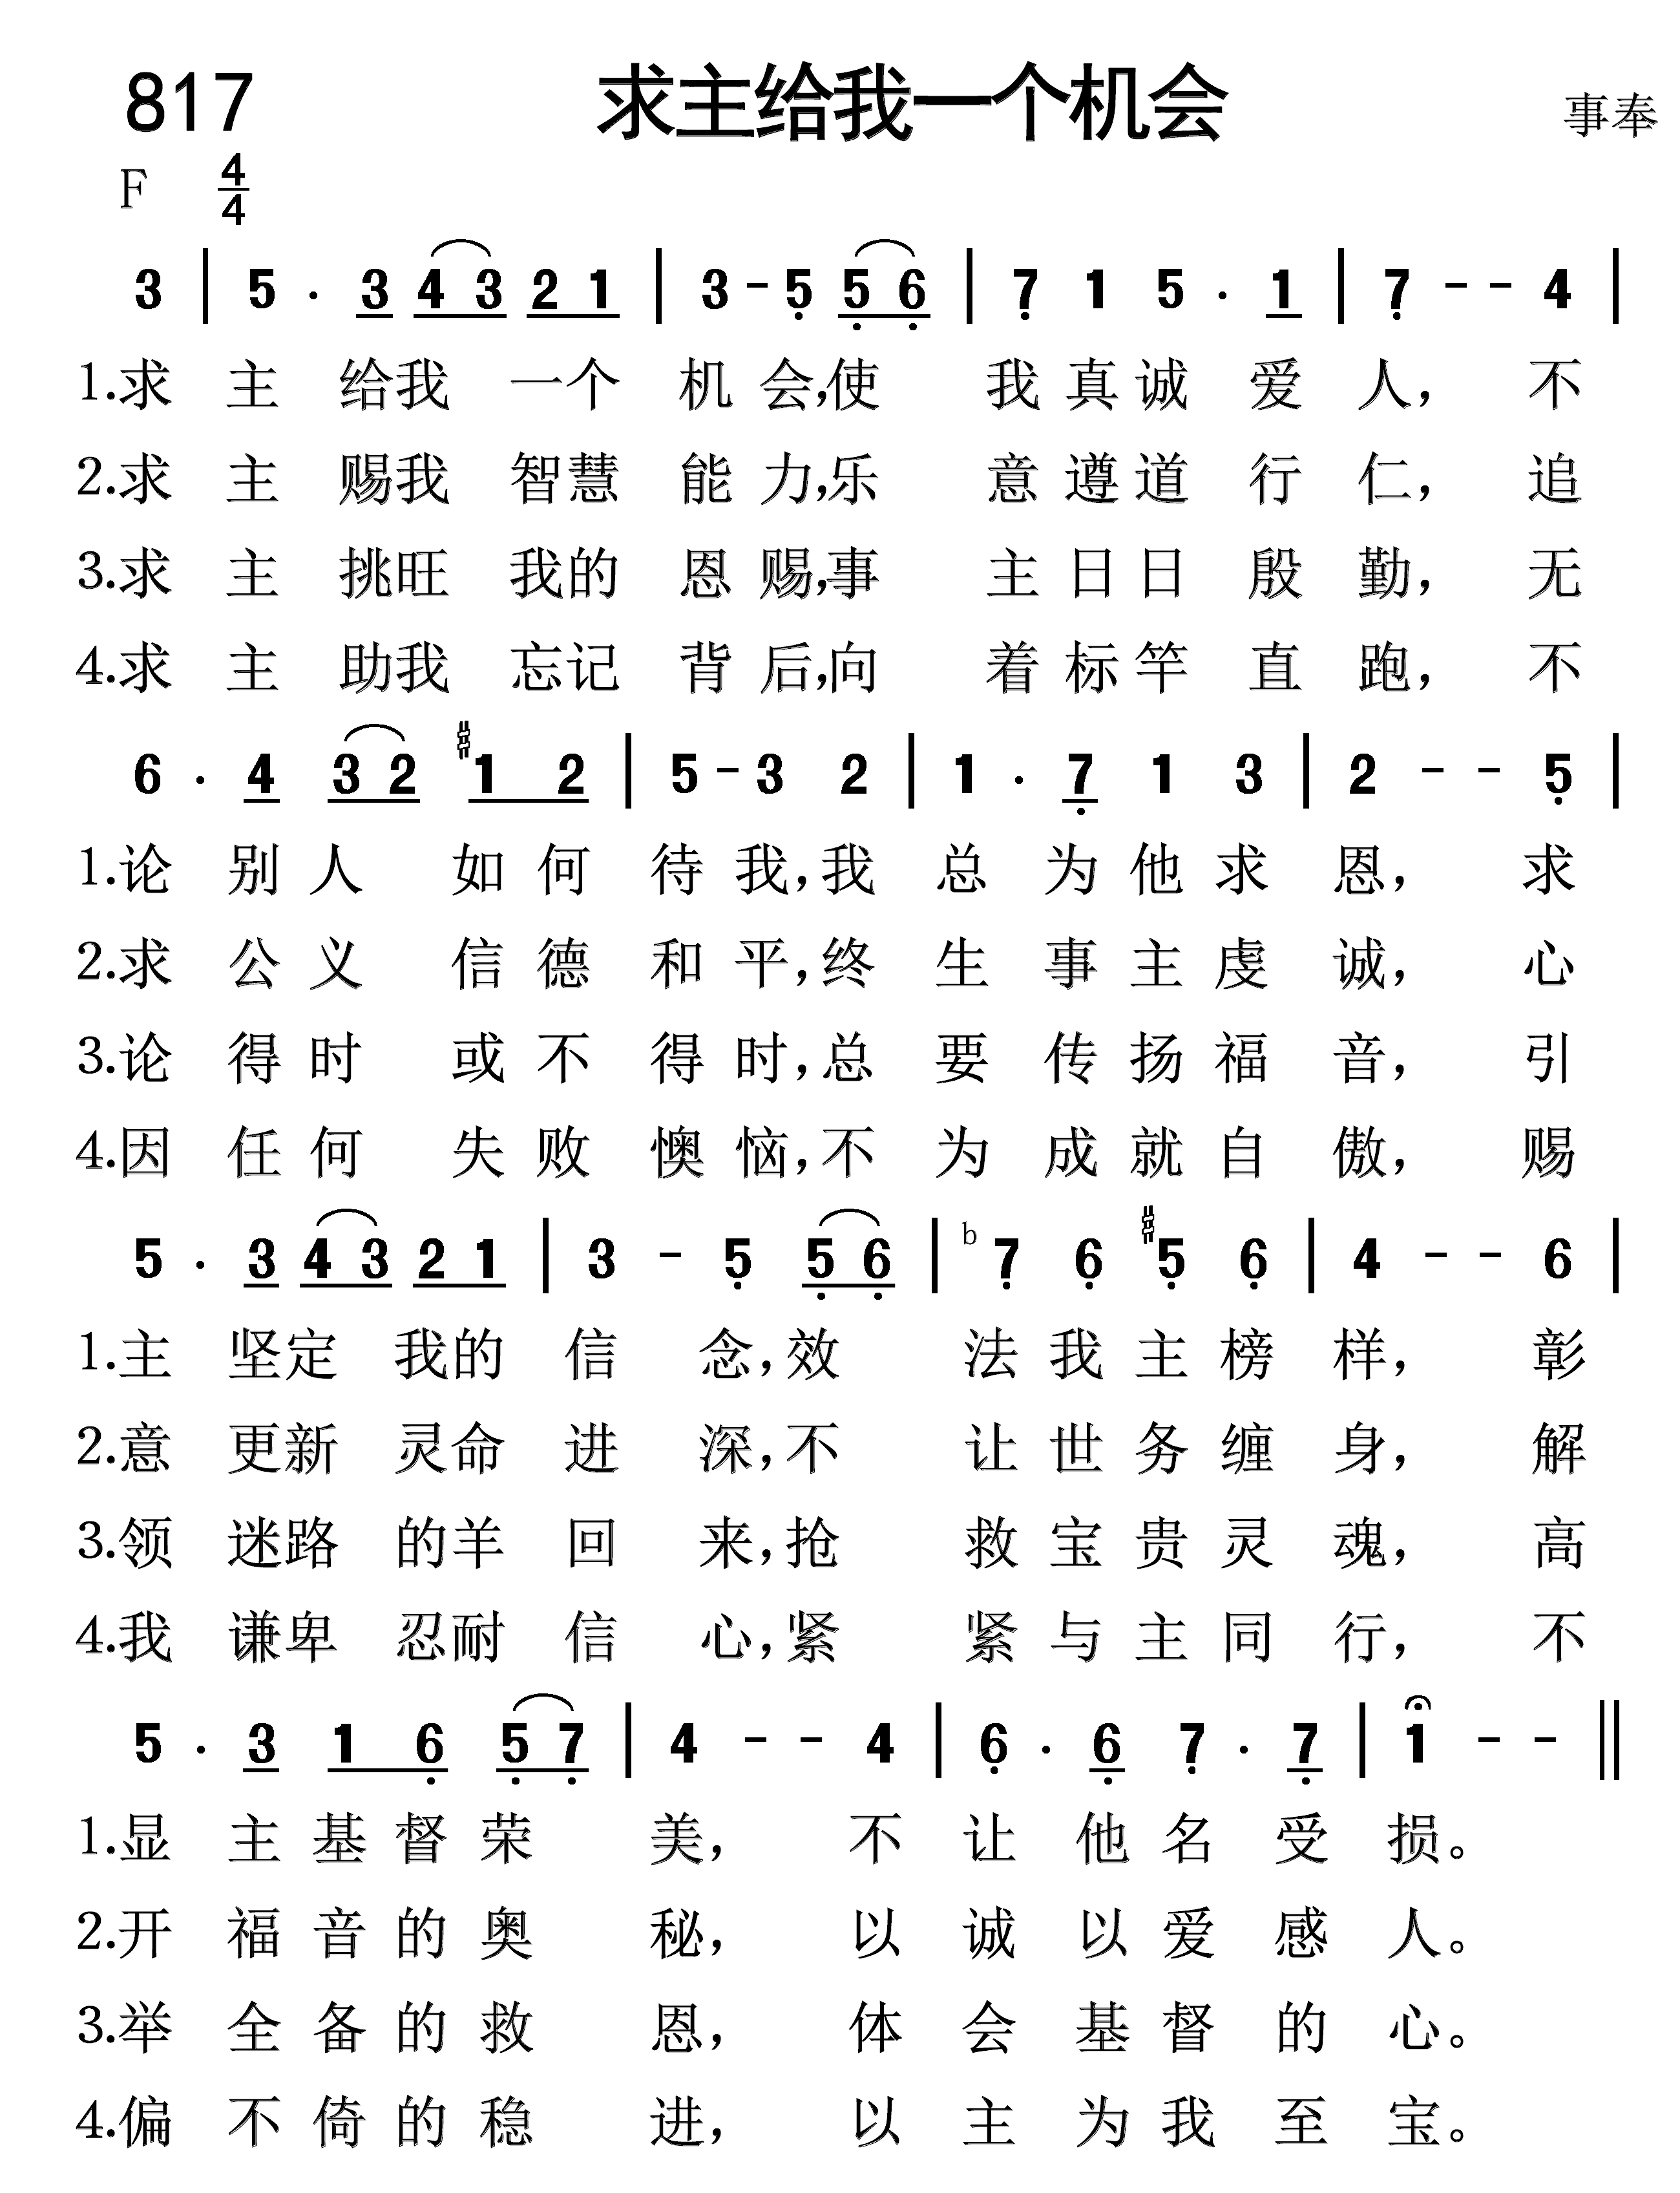 817 求主给我一个机会 事奉
F 4/4
3 | 5 . 3 4 3 2 1 | 3 - 5 5 6 | 7 1 5 . 1 | 7 - - 4 |
1.求 主 给我 一个 机 会,使 我 真 诚 爱 人, 不
2.求 主 赐我 智慧 能 力,乐 意 遵 道 行 仁, 追
3.求 主 挑旺 我的 恩 赐,事 主 日 日 殷 勤, 无
4.求 主 助我 忘记 背 后,向 着 标 竿 直 跑, 不
6 . 4 3 2 #1 2 | 5 - 3 2 | 1 . 7 1 3 | 2 - - 5 |
1.论 别 人 如 何 待 我,我 总 为 他 求 恩, 求
2.求 公 义 信 德 和 平,终 生 事 主 虔 诚, 心
3.论 得 时 或 不 得 时,总 要 传 扬 福 音, 引
4.因 任 何 失 败 懊 恼,不 为 成 就 自 傲, 赐
5 . 3 4 3 2 1 | 3 - 5 5 6 | b7 6 #5 6 | 4 - - 6 |
1.主 坚定 我的 信 念,效 法 我 主 榜 样, 彰
2.意 更新 灵命 进 深,不 让 世 务 缠 身, 解
3.领 迷路 的羊 回 来,抢 救 宝 贵 灵 魂, 高
4.我 谦卑 忍耐 信 心,紧 紧 与 主 同 行, 不
5 . 3 1 6 5 7 | 4 - - 4 | 6 . 6 7 . 7 | 1 - - ||
1.显 主 基 督 荣 美, 不 让 他 名 受 损。
2.开 福 音 的 奥 秘, 以 诚 以 爱 感 人。
3.举 全 备 的 救 恩, 体 会 基 督 的 心。
4.偏 不 倚 的 稳 进, 以 主 为 我 至 宝。